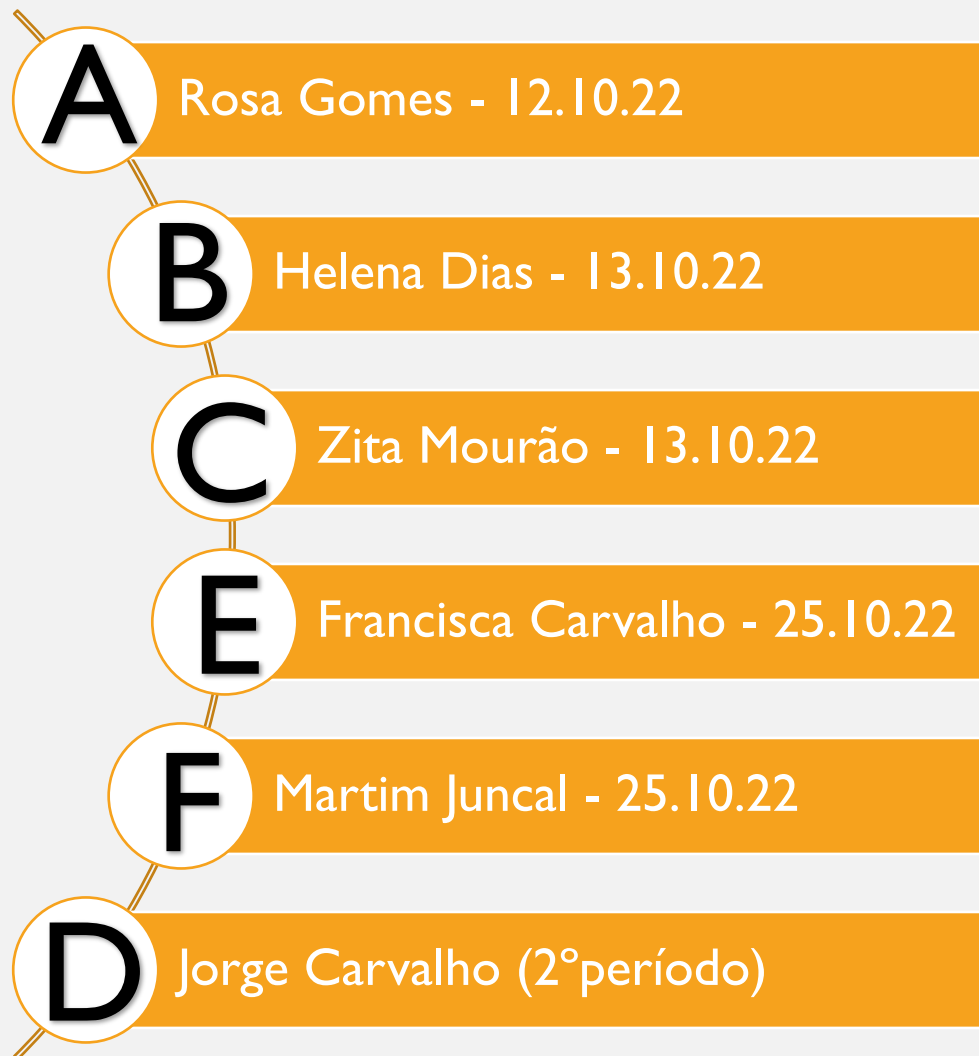 A Rosa Gomes - 12.10.22
B Helena Dias - 13.10.22
C Zita Mourão - 13.10.22
E Francisca Carvalho - 25.10.22
F Martim Juncal - 25.10.22
D Jorge Carvalho (2ºperíodo)